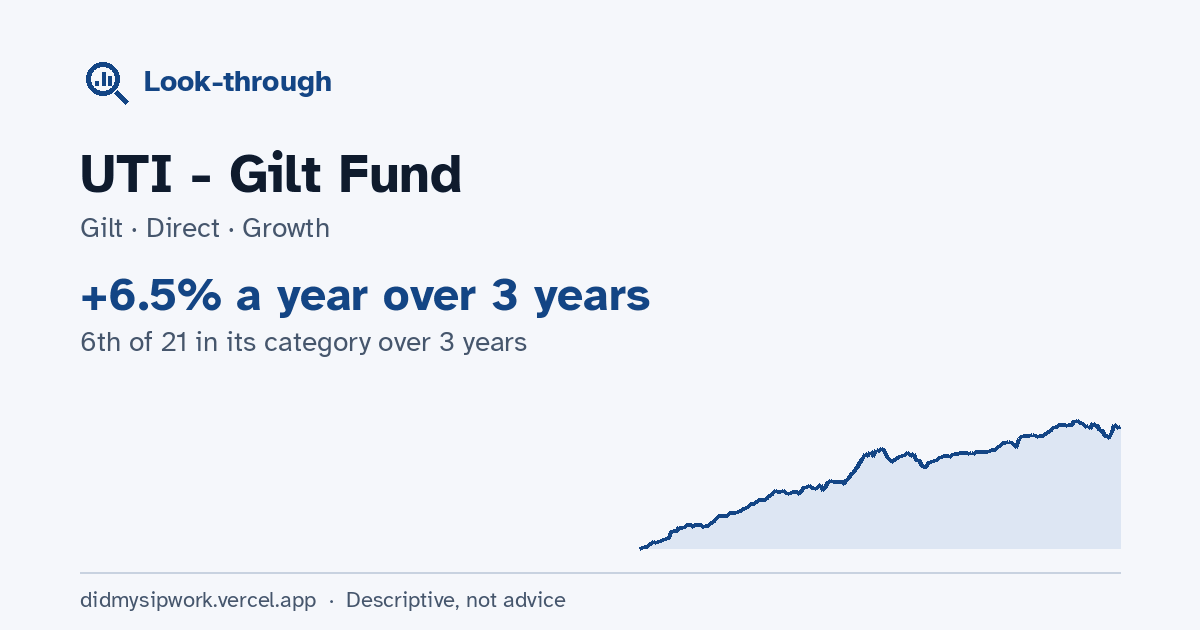 Look-through
UTI - Gilt Fund
Gilt · Direct · Growth
+6.5% a year over 3 years
6th of 21 in its category over 3 years
didmysipwork.vercel.app · Descriptive, not advice